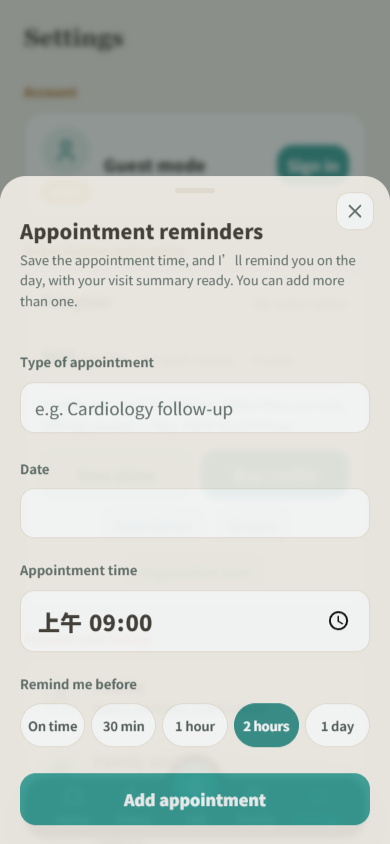 Settings
Account
Guest mode
Sign in
Appointment reminders
Save the appointment time, and I’ll remind you on the
day, with your visit summary ready. You can add more
than one.
Type of appointment
e.g. Cardiology follow-up
Date
Appointment time
上午 09:00
Remind me before
On time
30 min
1 hour
2 hours
1 day
Add appointment